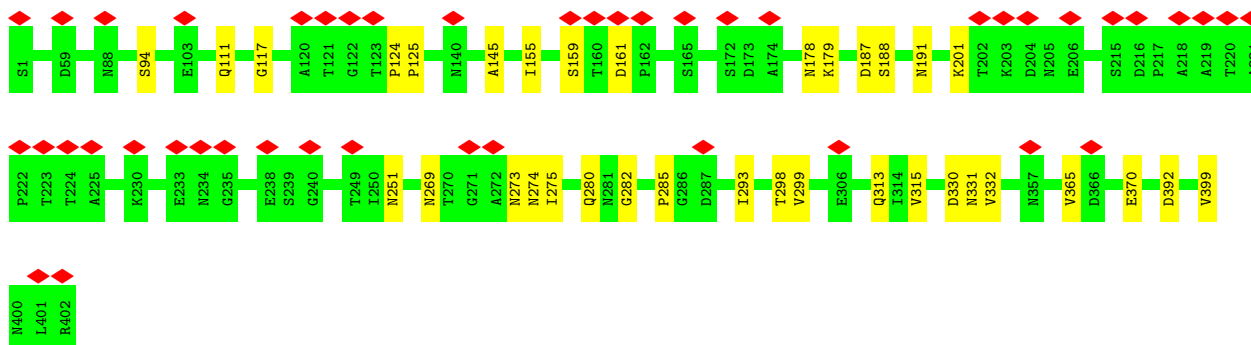 S1 D59 N88 S94 E103 Q111 G117 A120 T121 G122 T123 P124 P125 N140 A145 I155 S159 T160 D161 P162 S165 S172 D173 A174 N178 K179 D187 S188 N191 K201 T202 K203 D204 N205 E206 S215 D216 P217 A218 A219 T220
P222 T223 T224 A225 K230 E233 N234 G235 E238 S239 G240 T249 I250 N251 N269 T270 G271 A272 N273 N274 I275 Q280 N281 G282 P285 G286 D287 I293 T298 V299 E306 Q313 I314 V315 D330 N331 V332 N357 V365 D366 E370 D392 V399
N400 L401 R402